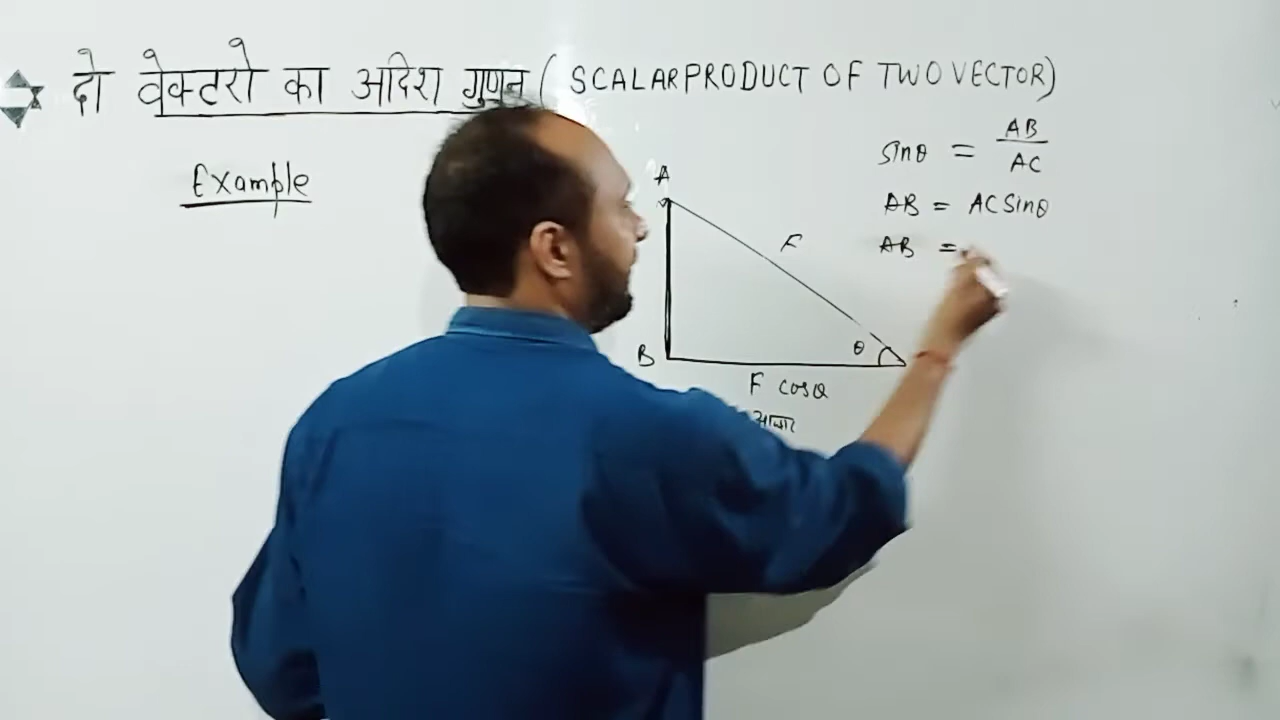 दो वेक्टरो का अदिश गुणन ( SCALAR PRODUCT OF TWO VECTOR)
Example
sinθ = AB / AC
AB = AC Sinθ
AB =
A
F
B
θ
F cosθ